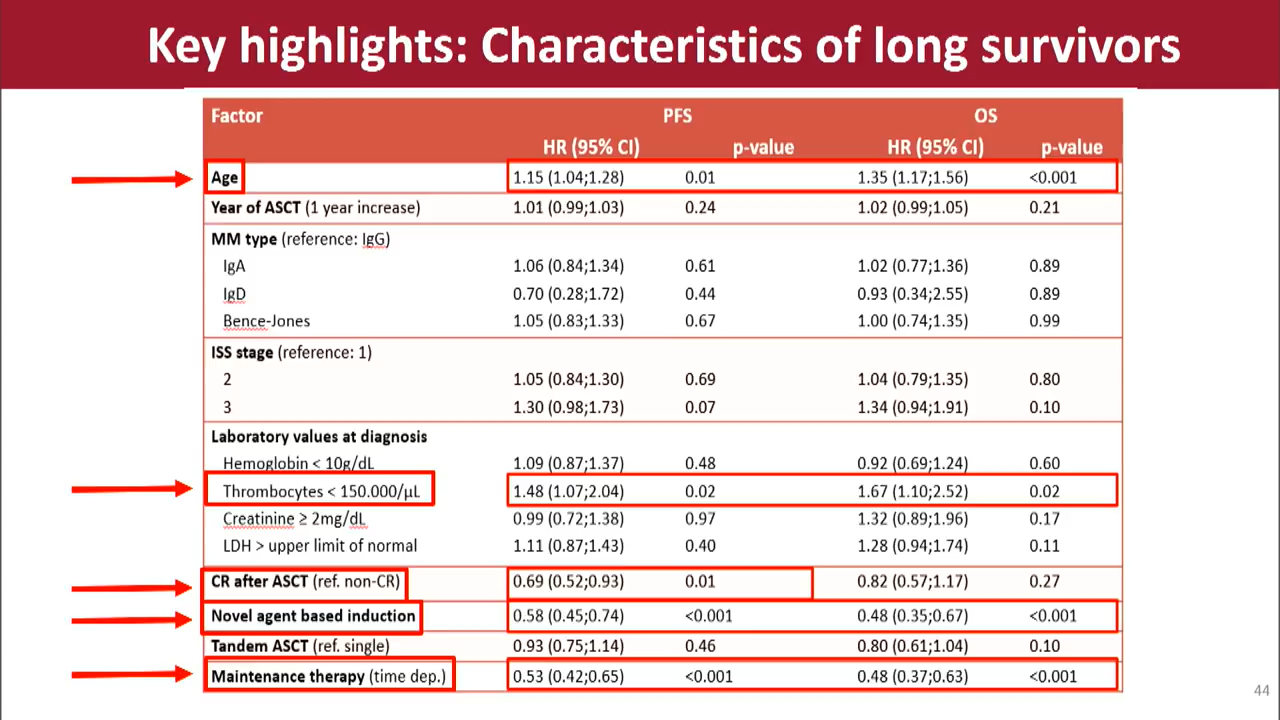 Key highlights: Characteristics of long survivors
Factor PFS OS
HR (95% CI) p-value HR (95% CI) p-value
Age 1.15 (1.04;1.28) 0.01 1.35 (1.17;1.56) <0.001
Year of ASCT (1 year increase) 1.01 (0.99;1.03) 0.24 1.02 (0.99;1.05) 0.21
MM type (reference: IgG)
IgA 1.06 (0.84;1.34) 0.61 1.02 (0.77;1.36) 0.89
IgD 0.70 (0.28;1.72) 0.44 0.93 (0.34;2.55) 0.89
Bence-Jones 1.05 (0.83;1.33) 0.67 1.00 (0.74;1.35) 0.99
ISS stage (reference: 1)
2 1.05 (0.84;1.30) 0.69 1.04 (0.79;1.35) 0.80
3 1.30 (0.98;1.73) 0.07 1.34 (0.94;1.91) 0.10
Laboratory values at diagnosis
Hemoglobin < 10g/dL 1.09 (0.87;1.37) 0.48 0.92 (0.69;1.24) 0.60
Thrombocytes < 150.000/µL 1.48 (1.07;2.04) 0.02 1.67 (1.10;2.52) 0.02
Creatinine ≥ 2mg/dL 0.99 (0.72;1.38) 0.97 1.32 (0.89;1.96) 0.17
LDH > upper limit of normal 1.11 (0.87;1.43) 0.40 1.28 (0.94;1.74) 0.11
CR after ASCT (ref. non-CR) 0.69 (0.52;0.93) 0.01 0.82 (0.57;1.17) 0.27
Novel agent based induction 0.58 (0.45;0.74) <0.001 0.48 (0.35;0.67) <0.001
Tandem ASCT (ref. single) 0.93 (0.75;1.14) 0.46 0.80 (0.61;1.04) 0.10
Maintenance therapy (time dep.) 0.53 (0.42;0.65) <0.001 0.48 (0.37;0.63) <0.001
44